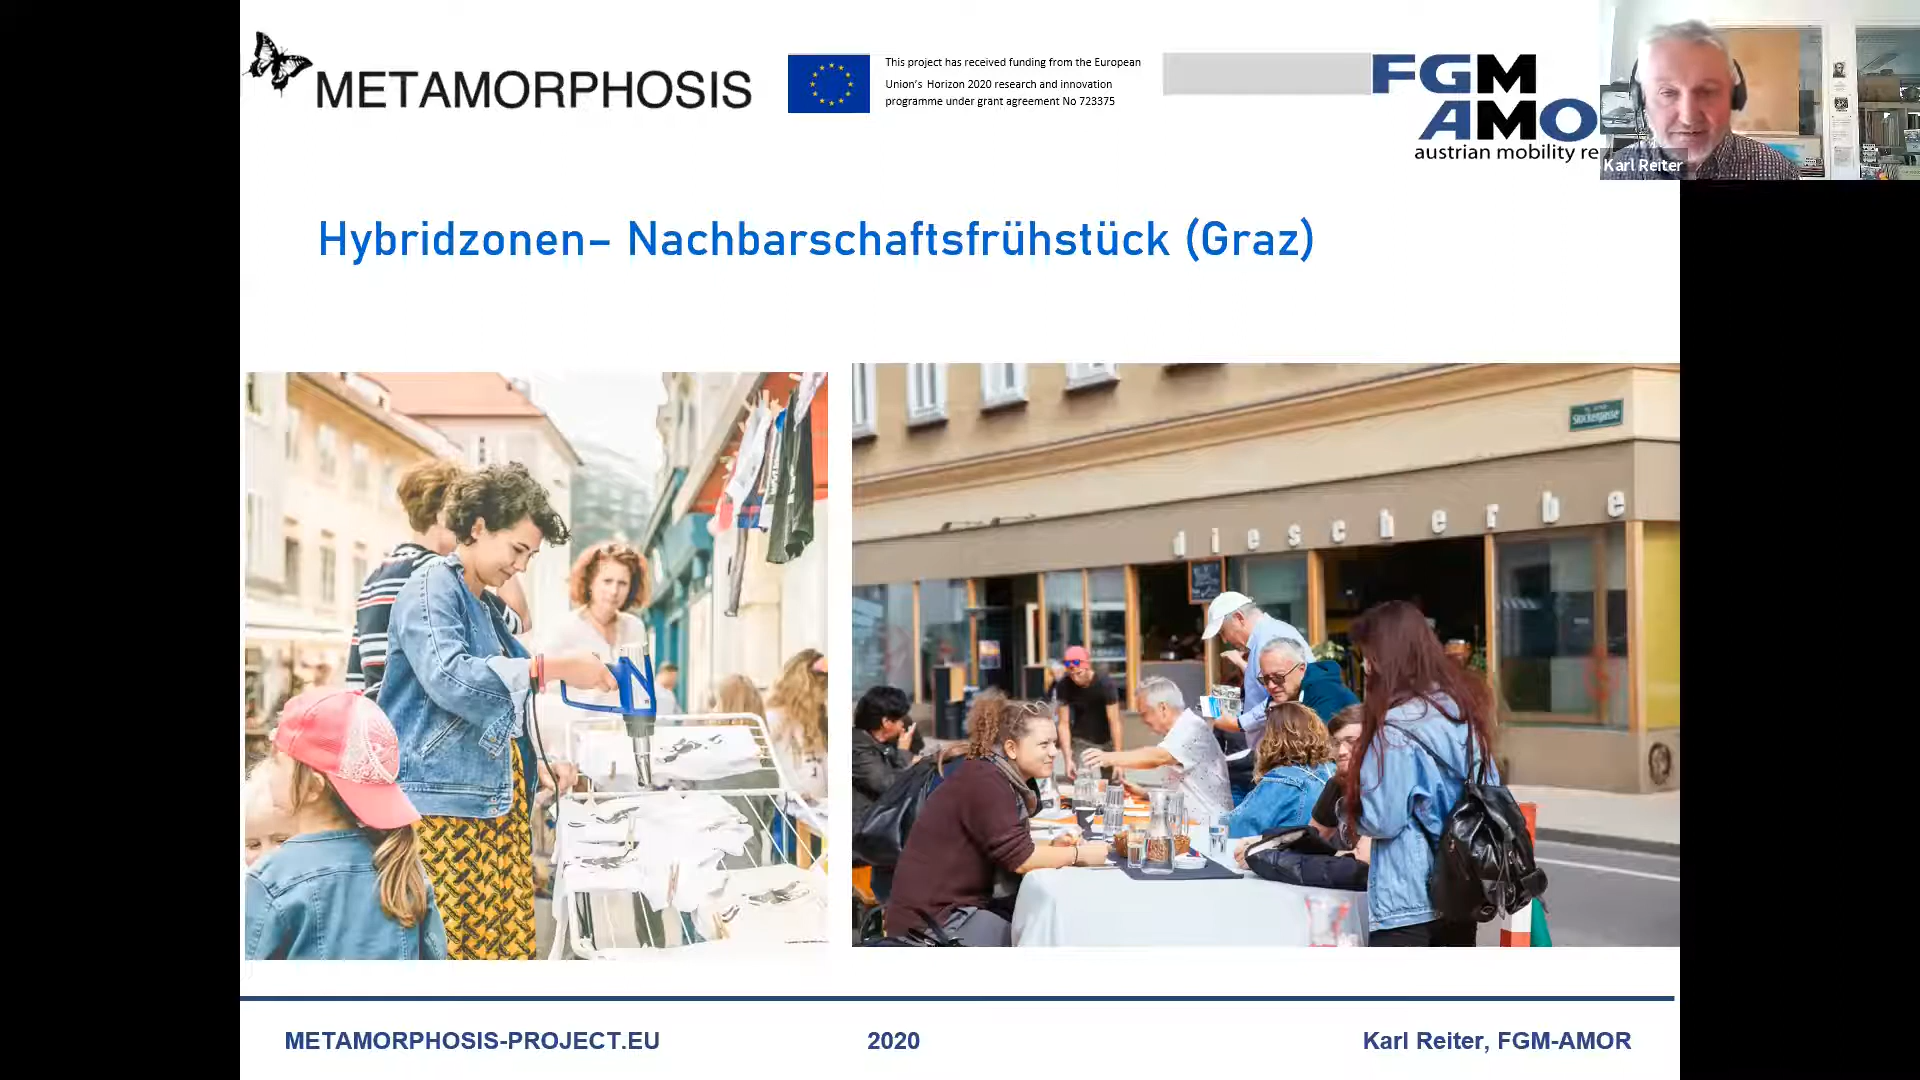 METAMORPHOSIS
This project has received funding from the European
Union's Horizon 2020 research and innovation
programme under grant agreement No 723375
FGM
AMO
austrian mobility re
Karl Reiter
Hybridzonen– Nachbarschaftsfrühstück (Graz)
Stockergasse
diescherbe
METAMORPHOSIS-PROJECT.EU
2020
Karl Reiter, FGM-AMOR